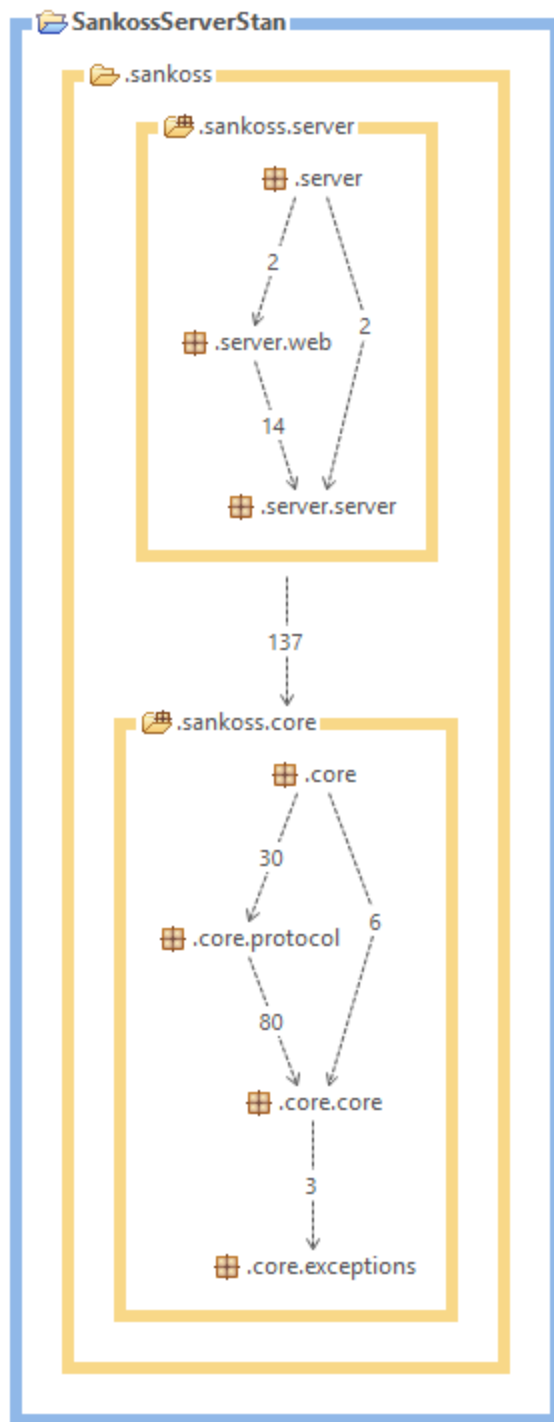 SankossServerStan
.sankoss
.sankoss.server
.server
2
.server.web
2
14
.server.server
137
.sankoss.core
.core
30
6
.core.protocol
80
.core.core
3
.core.exceptions